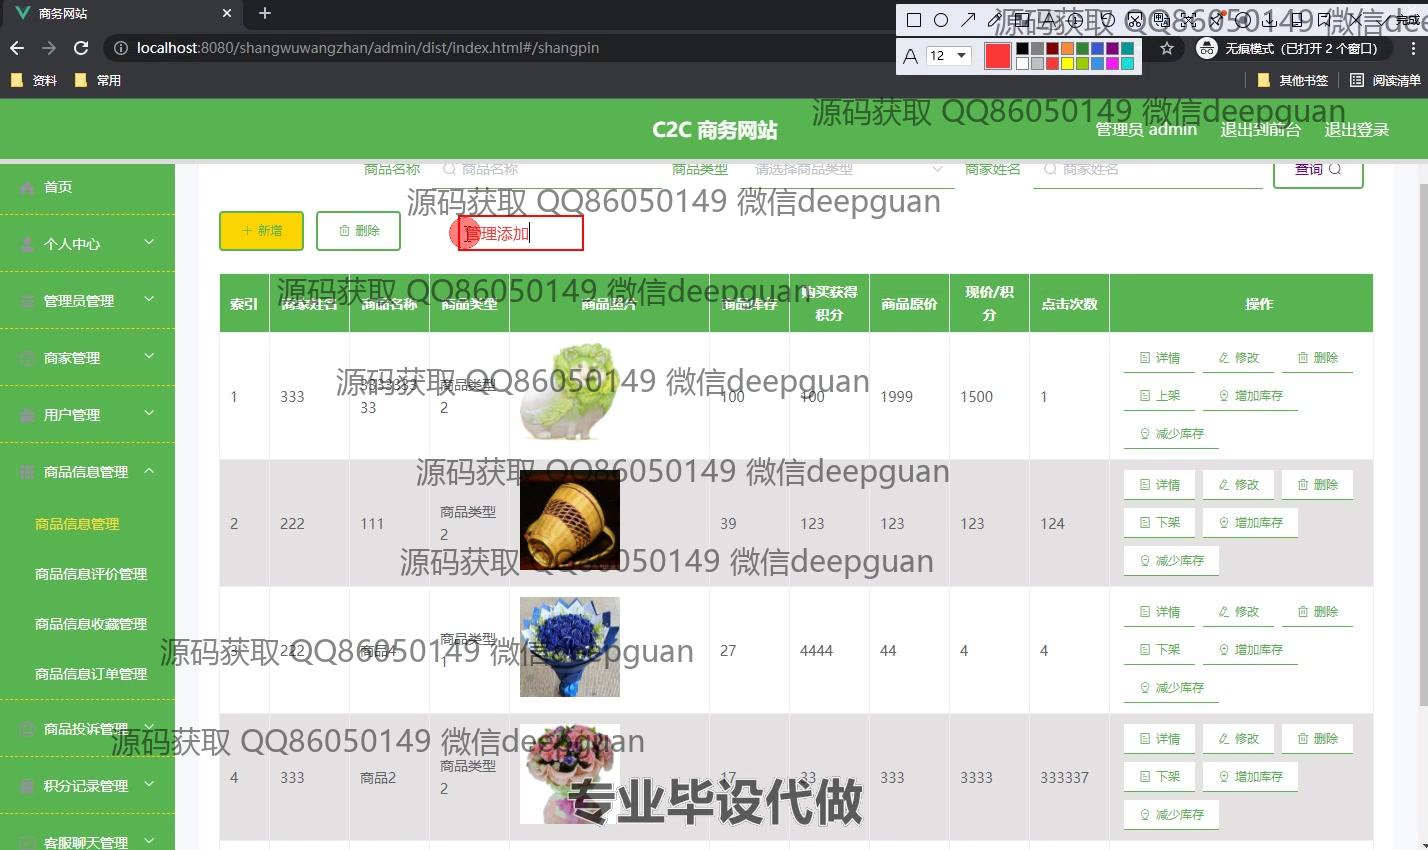 商务网站
localhost:8080/shangwuwangzhan/admin/dist/index.html#/shangpin
无痕模式（已打开 2 个窗口）
资料 常用
其他书签 阅读清单
A 12
完成
源码获取 QQ86050149 微信deepguan
C2C 商务网站
源码获取 QQ86050149 微信deepguan
管理员 admin 退出到前台 退出登录
首页
个人中心
管理员管理
商家管理
用户管理
商品信息管理
商品信息管理
商品信息评价管理
商品信息收藏管理
商品信息订单管理
商品投诉管理
积分记录管理
客服聊天管理
商品名称 商品名称 商品类型 请选择商品类型 商家姓名 商家姓名 查询
源码获取 QQ86050149 微信deepguan
新增 删除 管理添加
源码获取 QQ86050149 微信deepguan
索引 商家姓名 商品名称 商品类型 商品照片 商品库存 购买获得积分 商品原价 现价/积分 点击次数 操作
源码获取 QQ86050149 微信deepguan
1 333 商品类型2 100 100 1999 1500 1
详情 修改 删除
上架 增加库存
减少库存
源码获取 QQ86050149 微信deepguan
2 222 111 商品类型2 39 123 123 123 124
详情 修改 删除
下架 增加库存
减少库存
源码获取 QQ86050149 微信deepguan
3 222 商品4 商品类型1 27 4444 44 4 4
详情 修改 删除
下架 增加库存
减少库存
源码获取 QQ86050149 微信deepguan
源码获取 QQ86050149 微信deepguan
4 333 商品2 商品类型2 17 33 333 3333 333337
详情 修改 删除
下架 增加库存
减少库存
专业毕设代做